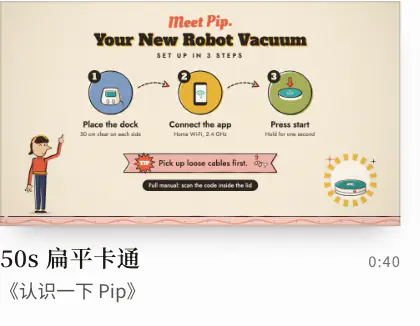 Meet Pip.
Your New Robot Vacuum
SET UP IN 3 STEPS
1
2
3
Place the dock
Connect the app
Press start
50 cm clear on each side
Home WiFi, 2.4 GHz
Hold for one second
TIP
Pick up loose cables first.
Full manual: scan the code inside the lid
50s 扁平卡通
0:40
《认识一下 Pip》